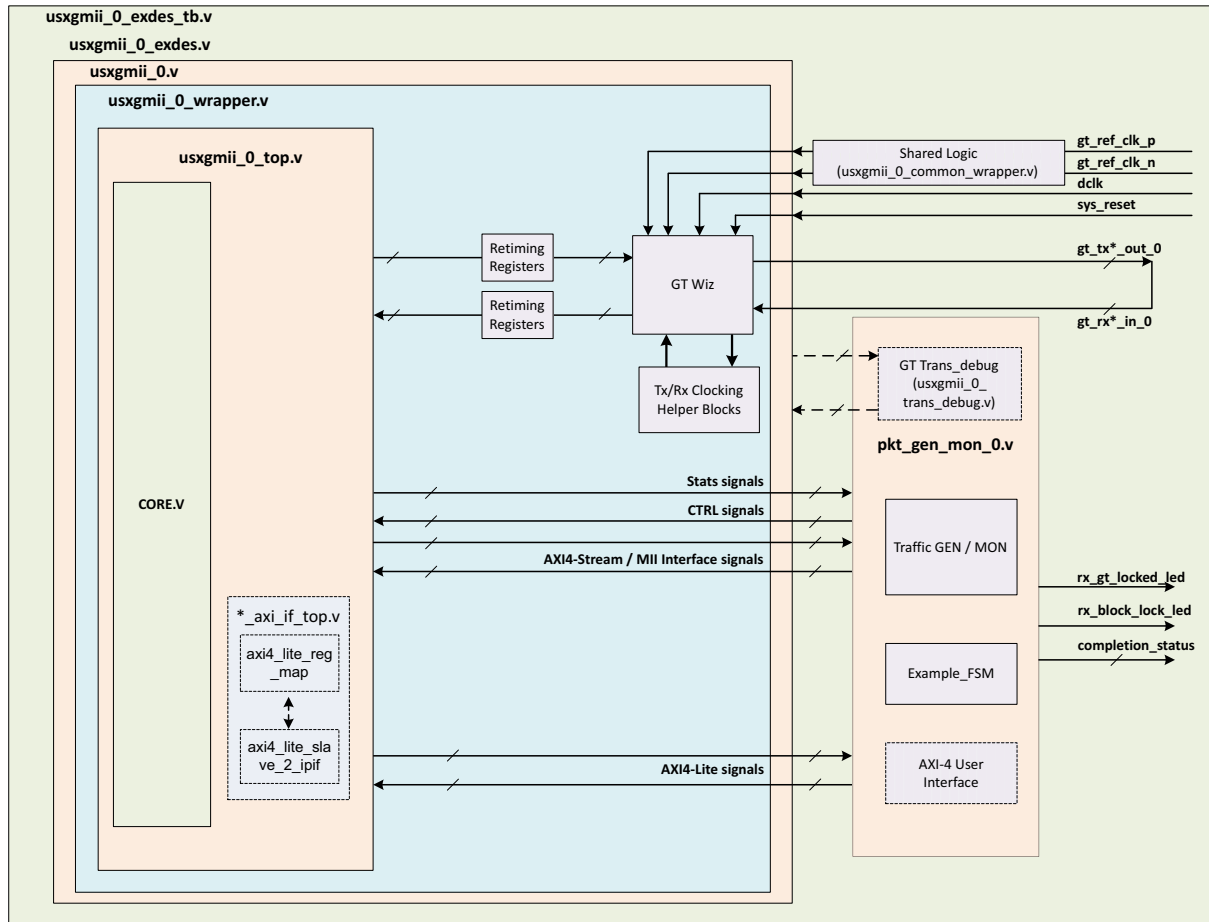 usxgmii_0_exdes_tb.v
usxgmii_0_exdes.v
usxgmii_0.v
usxgmii_0_wrapper.v
usxgmii_0_top.v
CORE.V
*_axi_if_top.v
axi4_lite_reg
_map
axi4_lite_sla
ve_2_ipif
Retiming
Registers
Retiming
Registers
GT Wiz
Tx/Rx Clocking
Helper Blocks
Shared Logic
(usxgmii_0_common_wrapper.v)
gt_ref_clk_p
gt_ref_clk_n
dclk
sys_reset
gt_tx*_out_0
gt_rx*_in_0
GT Trans_debug
(usxgmii_0_
trans_debug.v)
pkt_gen_mon_0.v
Stats signals
CTRL signals
AXI4-Stream / MII Interface signals
AXI4-Lite signals
Traffic GEN / MON
Example_FSM
AXI-4 User
Interface
rx_gt_locked_led
rx_block_lock_led
completion_status